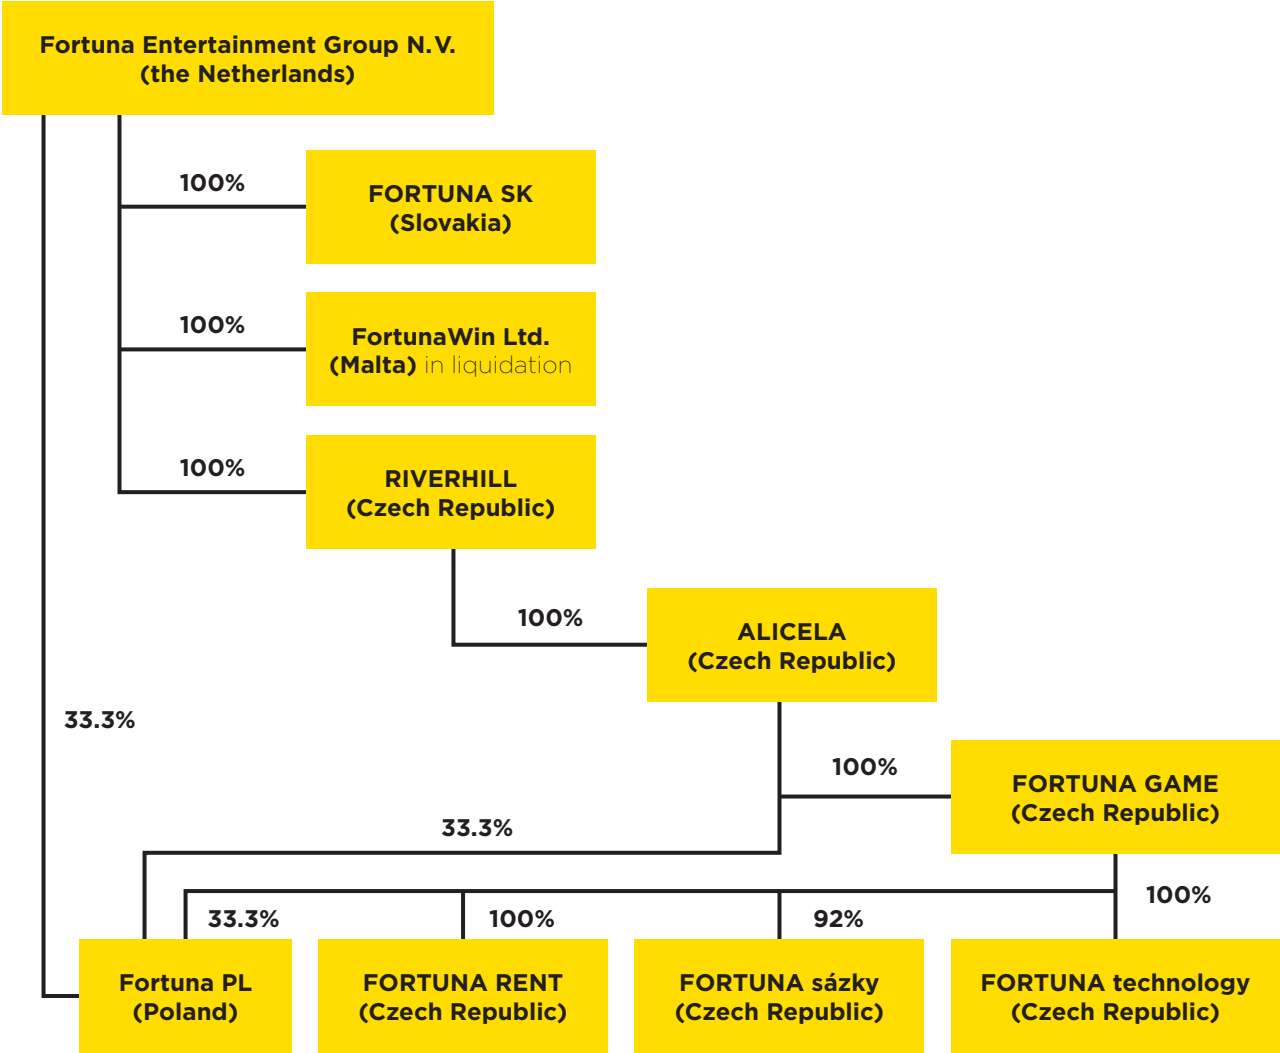 Fortuna Entertainment Group N.V.
(the Netherlands)
100%
FORTUNA SK
(Slovakia)
100%
FortunaWin Ltd.
(Malta) in liquidation
100%
RIVERHILL
(Czech Republic)
100%
ALICELA
(Czech Republic)
33.3%
100%
FORTUNA GAME
(Czech Republic)
33.3%
100%
33.3%
100%
92%
Fortuna PL
(Poland)
FORTUNA RENT
(Czech Republic)
FORTUNA sázky
(Czech Republic)
FORTUNA technology
(Czech Republic)